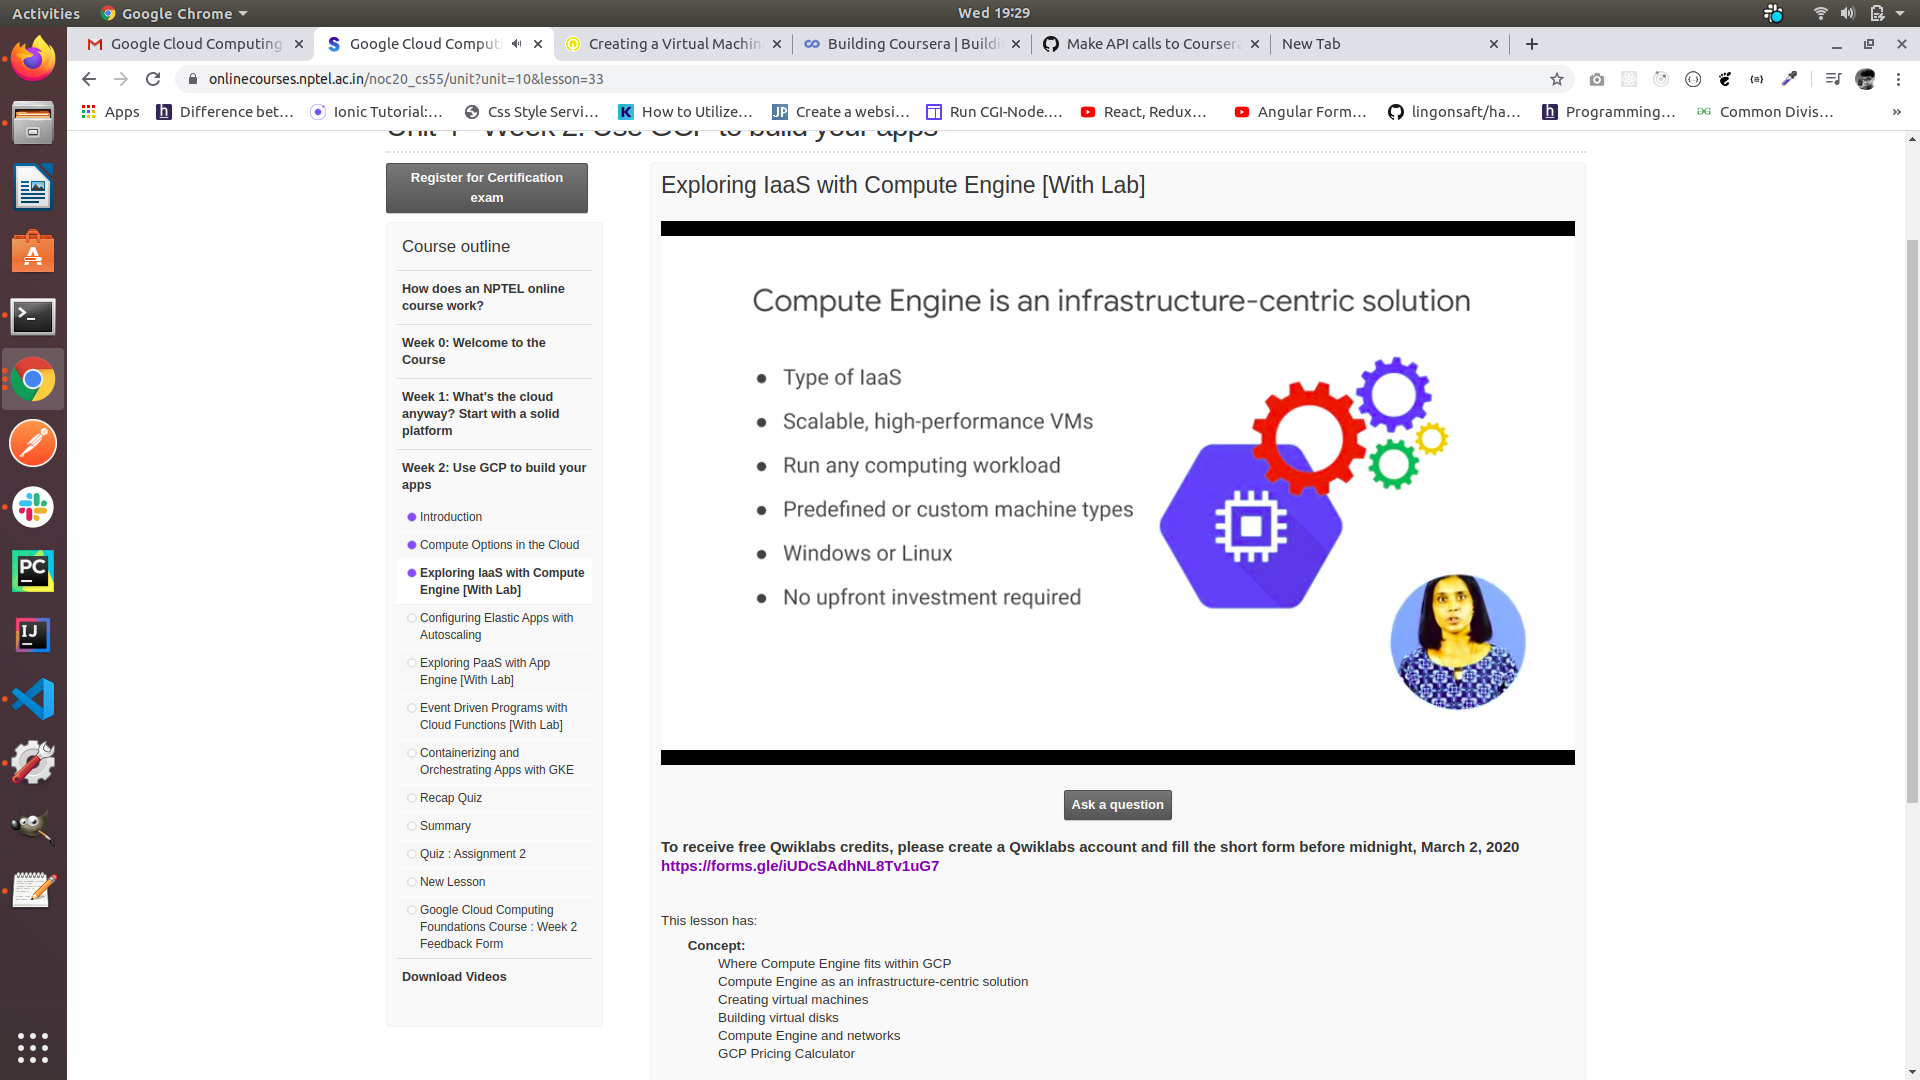 Activities
Google Chrome
Wed 19:29
Google Cloud Computing
Google Cloud Computi
Creating a Virtual Machin
Building Coursera | Buildi
Make API calls to Coursera
New Tab
onlinecourses.nptel.ac.in/noc20_cs55/unit?unit=10&lesson=33
Apps
Difference bet...
Ionic Tutorial:...
Css Style Servi...
How to Utilize...
Create a websi...
Run CGI-Node....
React, Redux...
Angular Form...
lingonsaft/ha...
Programming...
Common Divis...
»
Unit 4 - Week 2: Use GCP to build your apps
Register for Certification
exam
Course outline
How does an NPTEL online
course work?
Week 0: Welcome to the
Course
Week 1: What's the cloud
anyway? Start with a solid
platform
Week 2: Use GCP to build your
apps
Introduction
Compute Options in the Cloud
Exploring IaaS with Compute
Engine [With Lab]
Configuring Elastic Apps with
Autoscaling
Exploring PaaS with App
Engine [With Lab]
Event Driven Programs with
Cloud Functions [With Lab]
Containerizing and
Orchestrating Apps with GKE
Recap Quiz
Summary
Quiz : Assignment 2
New Lesson
Google Cloud Computing
Foundations Course : Week 2
Feedback Form
Download Videos
Exploring IaaS with Compute Engine [With Lab]
Compute Engine is an infrastructure-centric solution
● Type of IaaS
● Scalable, high-performance VMs
● Run any computing workload
● Predefined or custom machine types
● Windows or Linux
● No upfront investment required
Ask a question
To receive free Qwiklabs credits, please create a Qwiklabs account and fill the short form before midnight, March 2, 2020
https://forms.gle/iUDcSAdhNL8Tv1uG7
This lesson has:
Concept:
Where Compute Engine fits within GCP
Compute Engine as an infrastructure-centric solution
Creating virtual machines
Building virtual disks
Compute Engine and networks
GCP Pricing Calculator